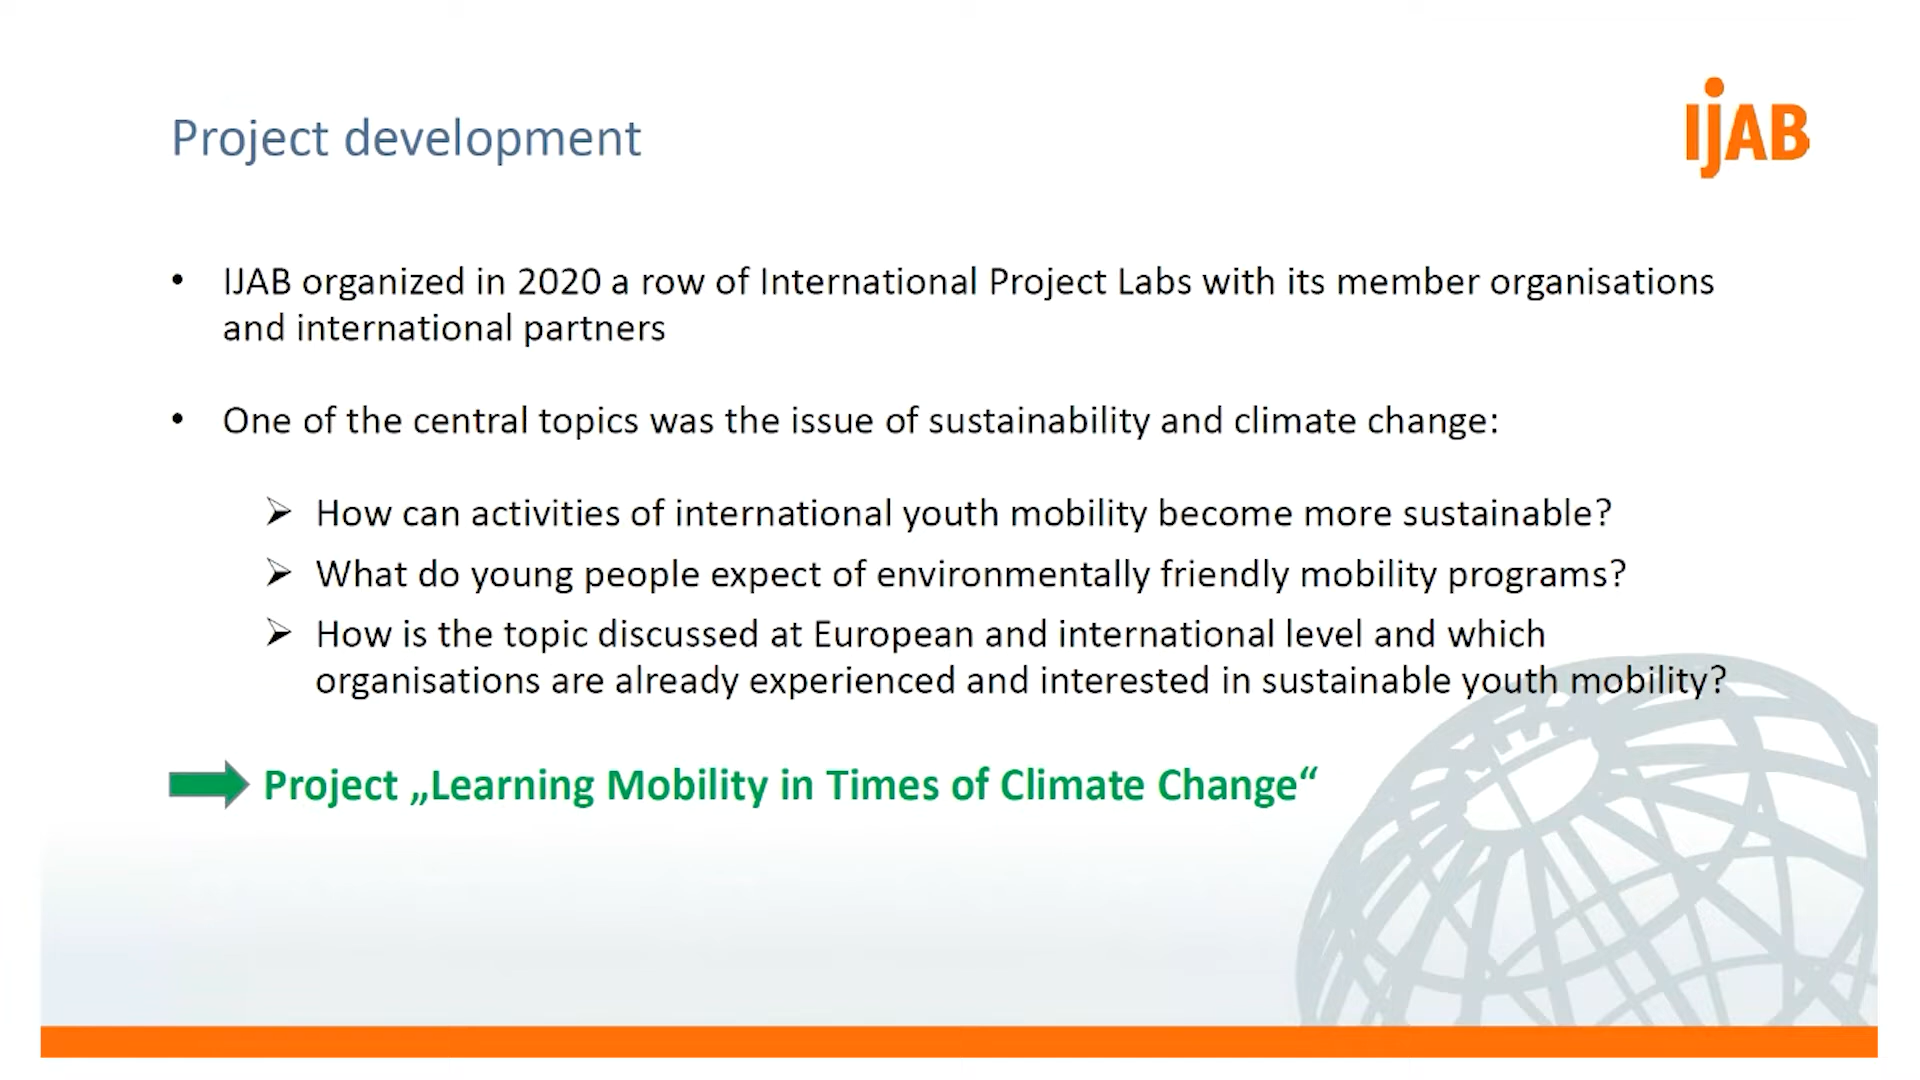 Project development
IJAB
• IJAB organized in 2020 a row of International Project Labs with its member organisations
and international partners
• One of the central topics was the issue of sustainability and climate change:
➢ How can activities of international youth mobility become more sustainable?
➢ What do young people expect of environmentally friendly mobility programs?
➢ How is the topic discussed at European and international level and which
organisations are already experienced and interested in sustainable youth mobility?
Project „Learning Mobility in Times of Climate Change“